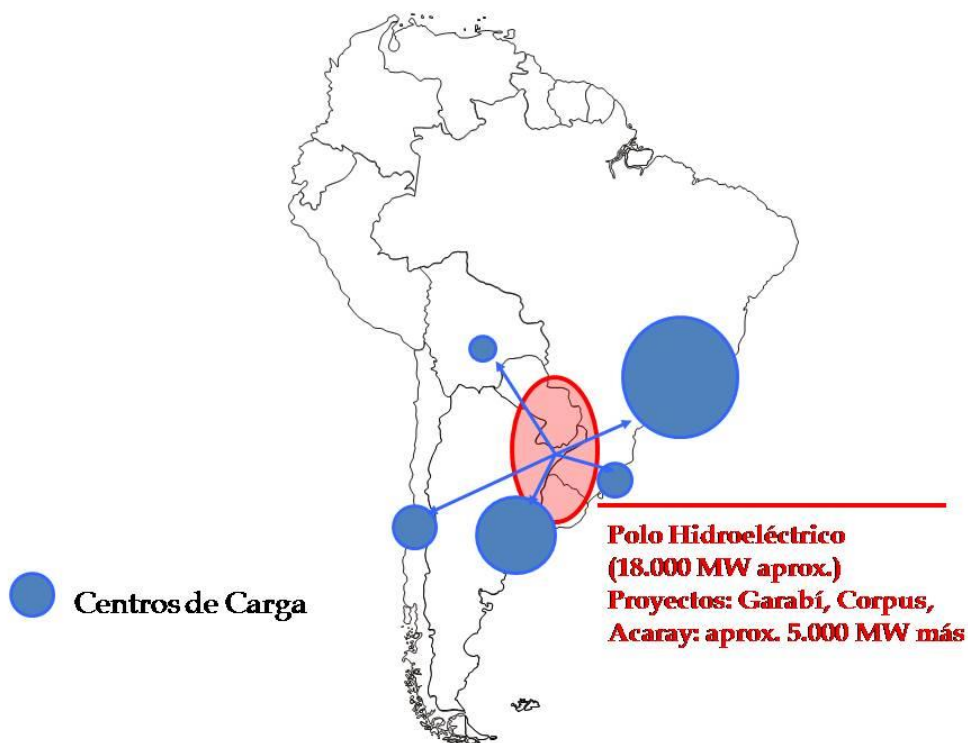 Polo Hidroeléctrico
(18.000 MW aprox.)
Proyectos: Garabí, Corpus,
Acaray: aprox. 5.000 MW más
Centros de Carga